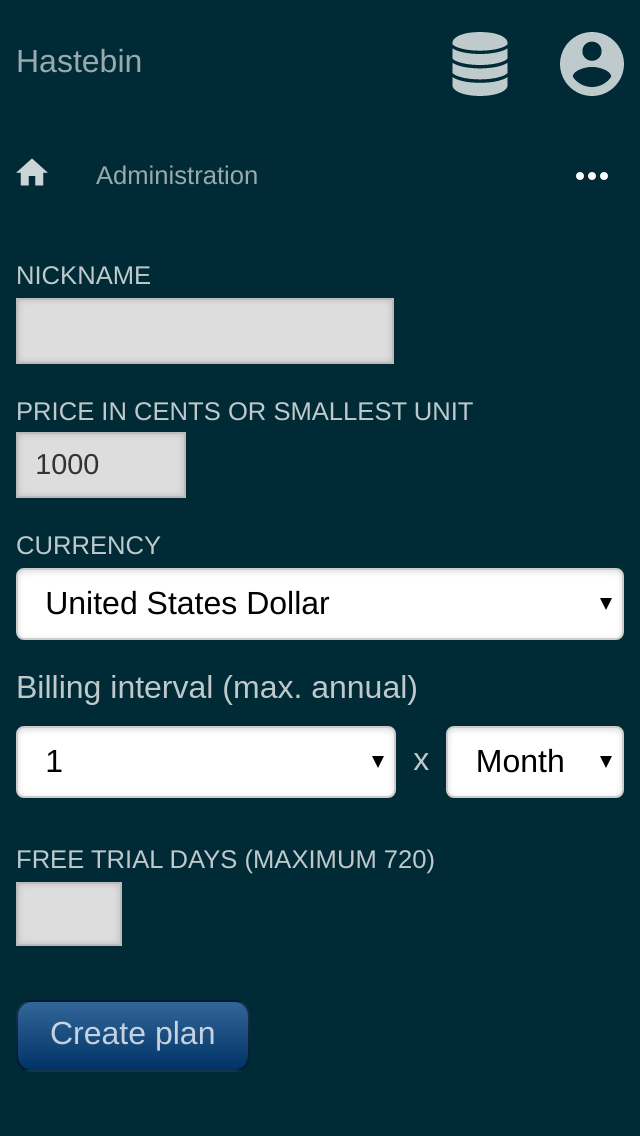 Hastebin
Administration
NICKNAME
PRICE IN CENTS OR SMALLEST UNIT
1000
CURRENCY
United States Dollar
Billing interval (max. annual)
1 x Month
FREE TRIAL DAYS (MAXIMUM 720)
Create plan